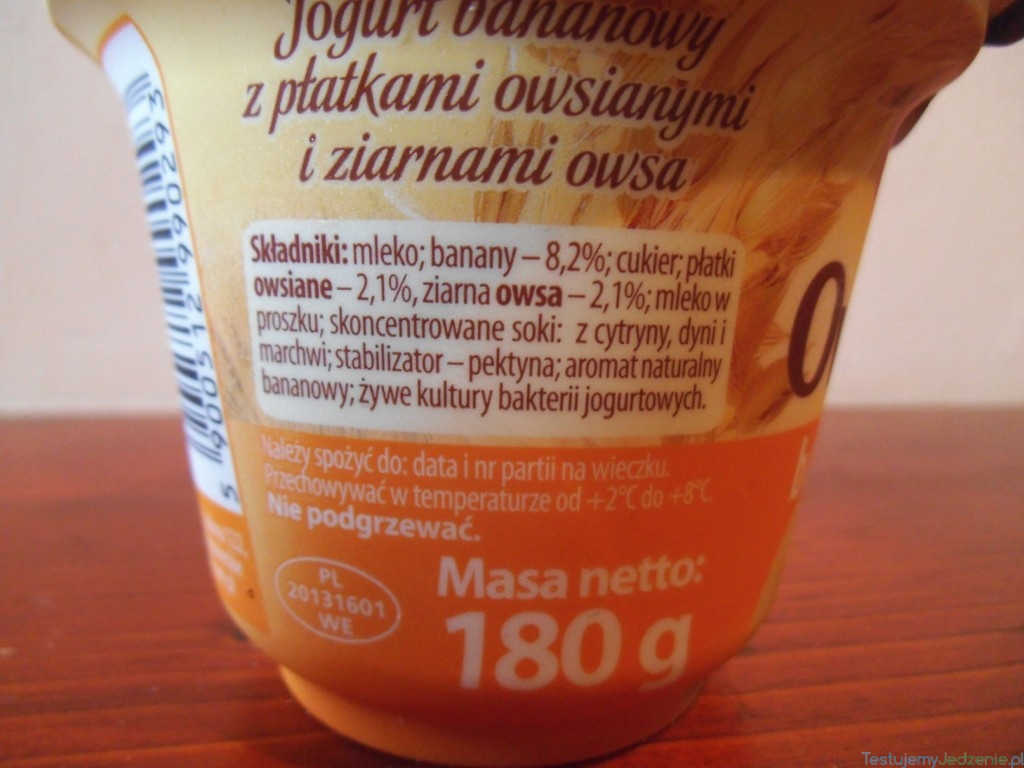 Jogurt bananowy
z płatkami owsianymi
i ziarnami owsa
Składniki: mleko; banany – 8,2%; cukier; płatki
owsiane – 2,1%, ziarna owsa – 2,1%; mleko w
proszku; skoncentrowane soki: z cytryny, dyni i
marchwi; stabilizator – pektyna; aromat naturalny
bananowy; żywe kultury bakterii jogurtowych.
Należy spożyć do: data i nr partii na wieczku.
Przechowywać w temperaturze od +2°C do +8°C.
Nie podgrzewać.
PL
20131601
WE
Masa netto:
180 g
5 900512 990293
TestujemyJedzenie.pl